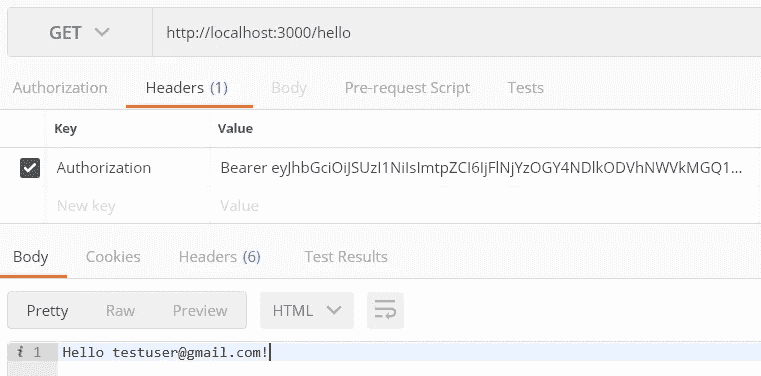 GET http://localhost:3000/hello
Authorization Headers (1) Body Pre-request Script Tests
Key Value
Authorization Bearer eyJhbGciOiJSUzI1NiIsImtpZCI6IjFlNjYzOGY4NDlkODVhNWVkMGQ1...
New key Value
Body Cookies Headers (6) Test Results
Pretty Raw Preview HTML
i 1 Hello testuser@gmail.com!